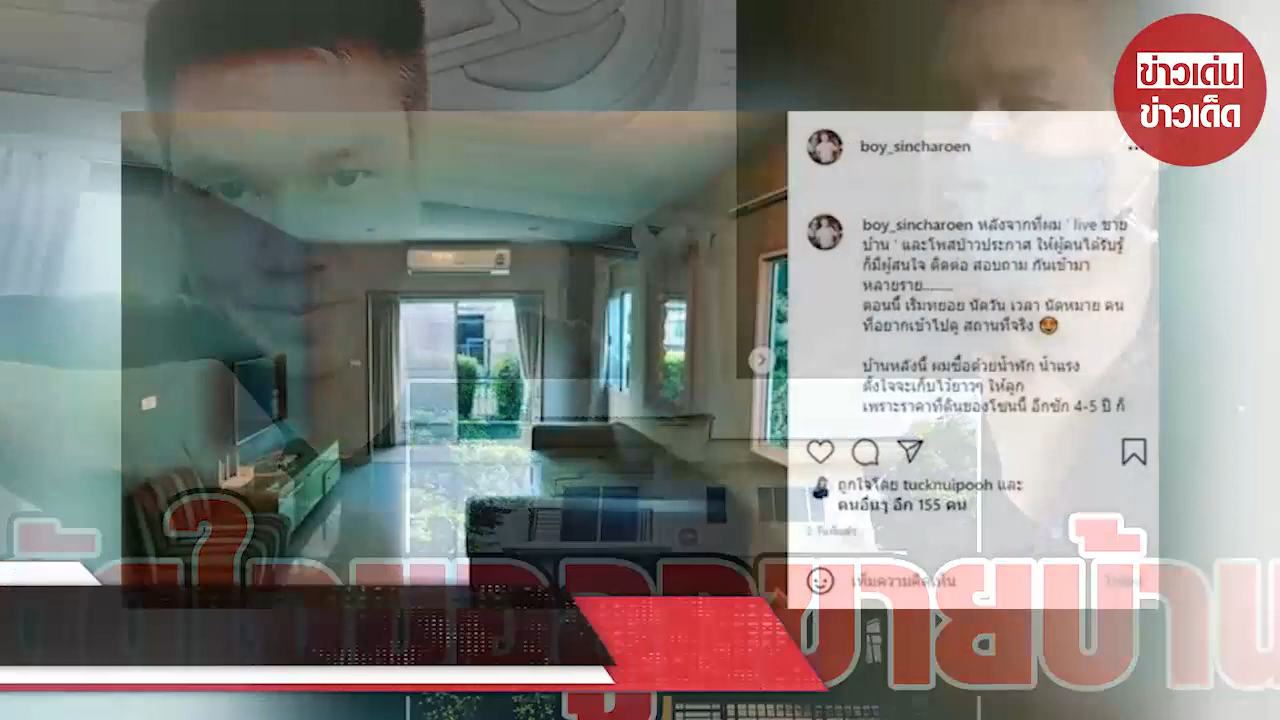 ข่าวเด่น
ข่าวเด็ด
boy_sincharoen
boy_sincharoen หลังจากที่ผม ' live ขาย
บ้าน ' และโพสป่าวประกาศ ให้ผู้คนได้รับรู้
ก็มีผู้สนใจ ติดต่อ สอบถาม กันเข้ามา
หลายราย........
ตอนนี้ เริ่มทยอย นัดวัน เวลา นัดหมาย คน
ที่อยากเข้าไปดู สถานที่จริง
บ้านหลังนี้ ผมซื้อด้วยน้ำพัก น้ำแรง
ตั้งใจจะเก็บไว้ยาวๆ ให้ลูก
เพราะราคาที่ดินของโซนนี้ อีกซัก 4-5 ปี ก็
ถูกใจโดย tucknuipooh และ
คนอื่นๆ อีก 155 คน
เพิ่มความคิดเห็น
ขายบ้าน